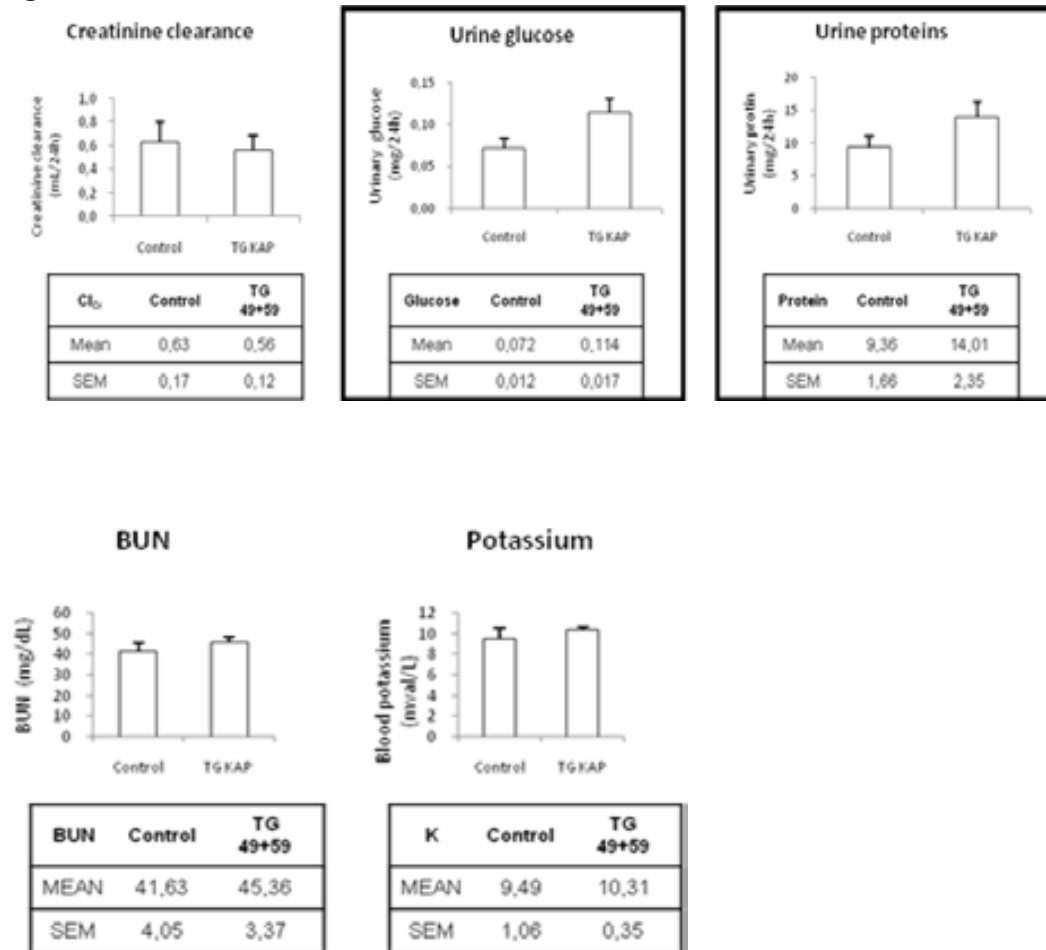 Creatinine clearance
Creatinine clearance
(mL/24h)
1,0
0,8
0,6
0,4
0,2
0,0
Control TG KAP
Cl Cr Control TG 49+59
Mean 0,63 0,56
SEM 0,17 0,12
Urine glucose
Urinary glucose
(mg/24h)
0,15
0,10
0,05
0,00
Control TG KAP
Glucose Control TG 49+59
Mean 0,072 0,114
SEM 0,012 0,017
Urine proteins
Urinary protin
(mg/24h)
20
15
10
5
0
Control TG KAP
Protein Control TG 49+59
Mean 9,36 14,01
SEM 1,66 2,35
BUN
BUN (mg/dL)
60
50
40
30
20
10
0
Control TG KAP
BUN Control TG 49+59
MEAN 41,63 45,36
SEM 4,05 3,37
Potassium
Blood potassium
(mval/L)
12
10
8
6
4
2
0
Control TG KAP
K Control TG 49+59
MEAN 9,49 10,31
SEM 1,06 0,35